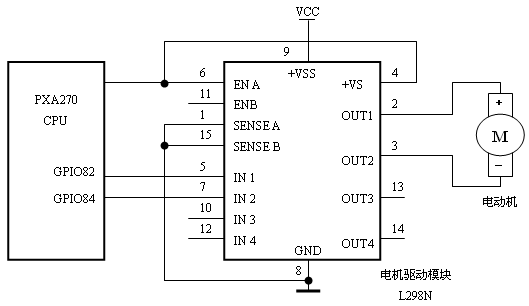 VCC
9
+VSS
6
EN A
+VS
4
11
ENB
2
OUT1
1
SENSE A
15
SENSE B
3
OUT2
PXA270
CPU
+
M
−
GPIO82
5
IN 1
GPIO84
7
IN 2
13
OUT3
电动机
10
IN 3
12
IN 4
14
OUT4
GND
8
电机驱动模块
L298N